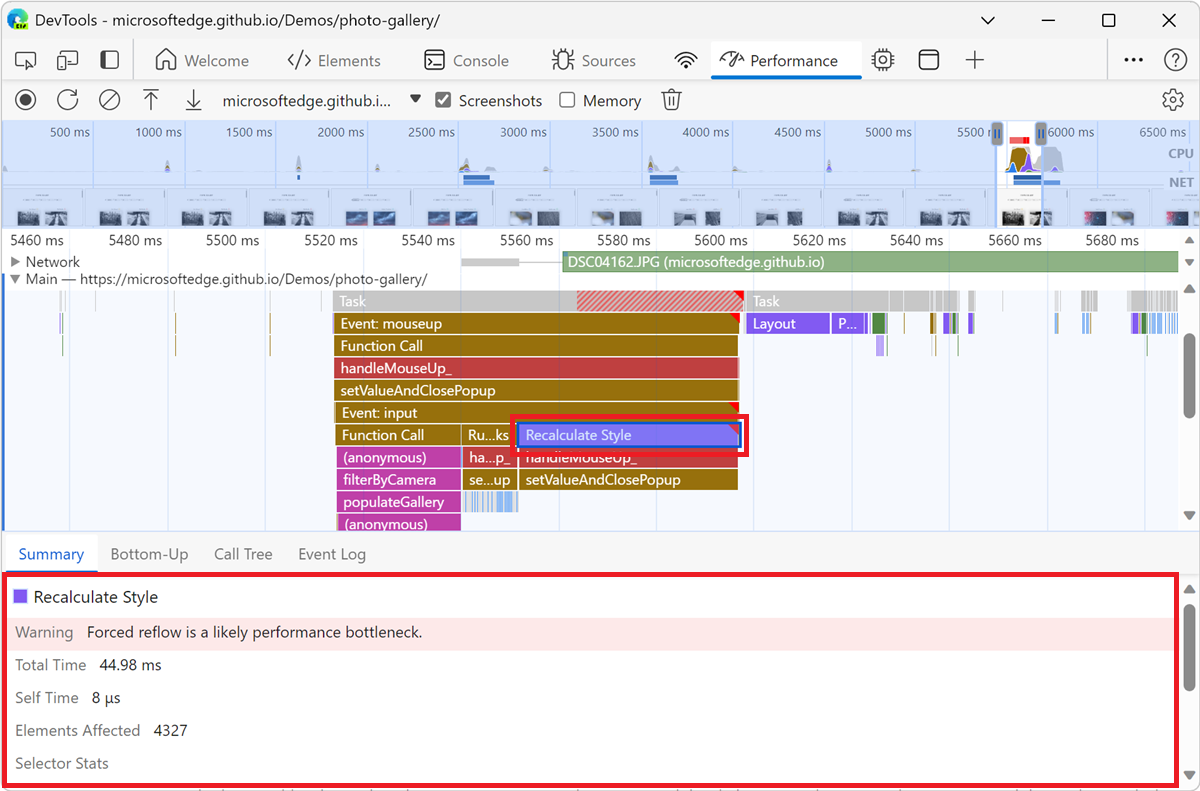 DevTools - microsoftedge.github.io/Demos/photo-gallery/
Welcome Elements Console Sources Performance
microsoftedge.github.i... Screenshots Memory
500 ms 1000 ms 1500 ms 2000 ms 2500 ms 3000 ms 3500 ms 4000 ms 4500 ms 5000 ms 5500 6000 ms 6500 ms
CPU
NET
5460 ms 5480 ms 5500 ms 5520 ms 5540 ms 5560 ms 5580 ms 5600 ms 5620 ms 5640 ms 5660 ms 5680 ms
Network DSC04162.JPG (microsoftedge.github.io)
Main — https://microsoftedge.github.io/Demos/photo-gallery/
Task Task
Event: mouseup Layout P...
Function Call
handleMouseUp_
setValueAndClosePopup
Event: input
Function Call Ru...ks Recalculate Style
(anonymous) ha...p_ handleMouseUp_
filterByCamera se...up setValueAndClosePopup
populateGallery
(anonymous)
Summary Bottom-Up Call Tree Event Log
Recalculate Style
Warning Forced reflow is a likely performance bottleneck.
Total Time 44.98 ms
Self Time 8 μs
Elements Affected 4327
Selector Stats